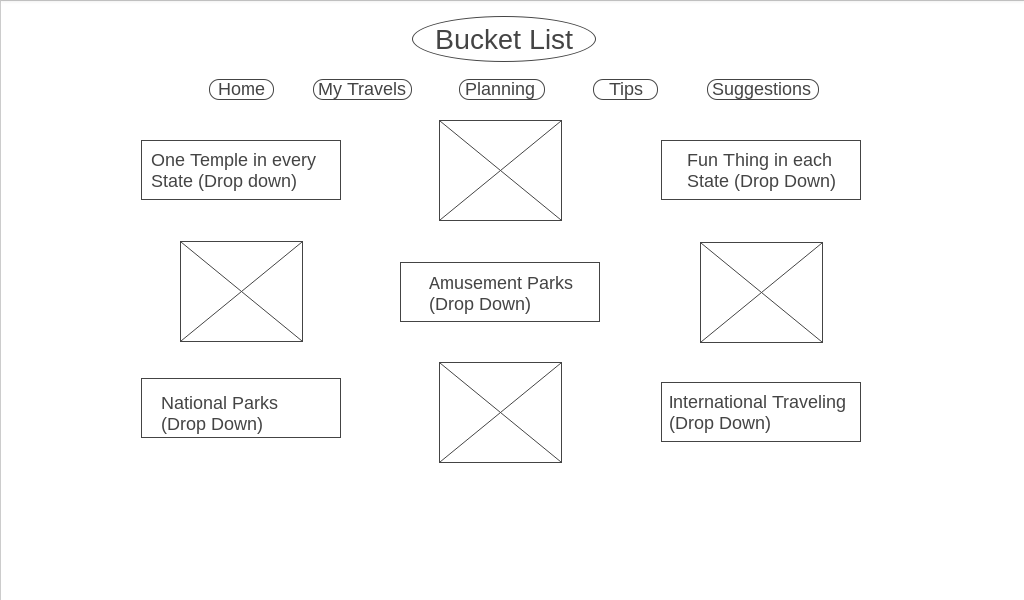 Bucket List
Home
My Travels
Planning
Tips
Suggestions
One Temple in every
State (Drop down)
Fun Thing in each
State (Drop Down)
Amusement Parks
(Drop Down)
National Parks
(Drop Down)
International Traveling
(Drop Down)